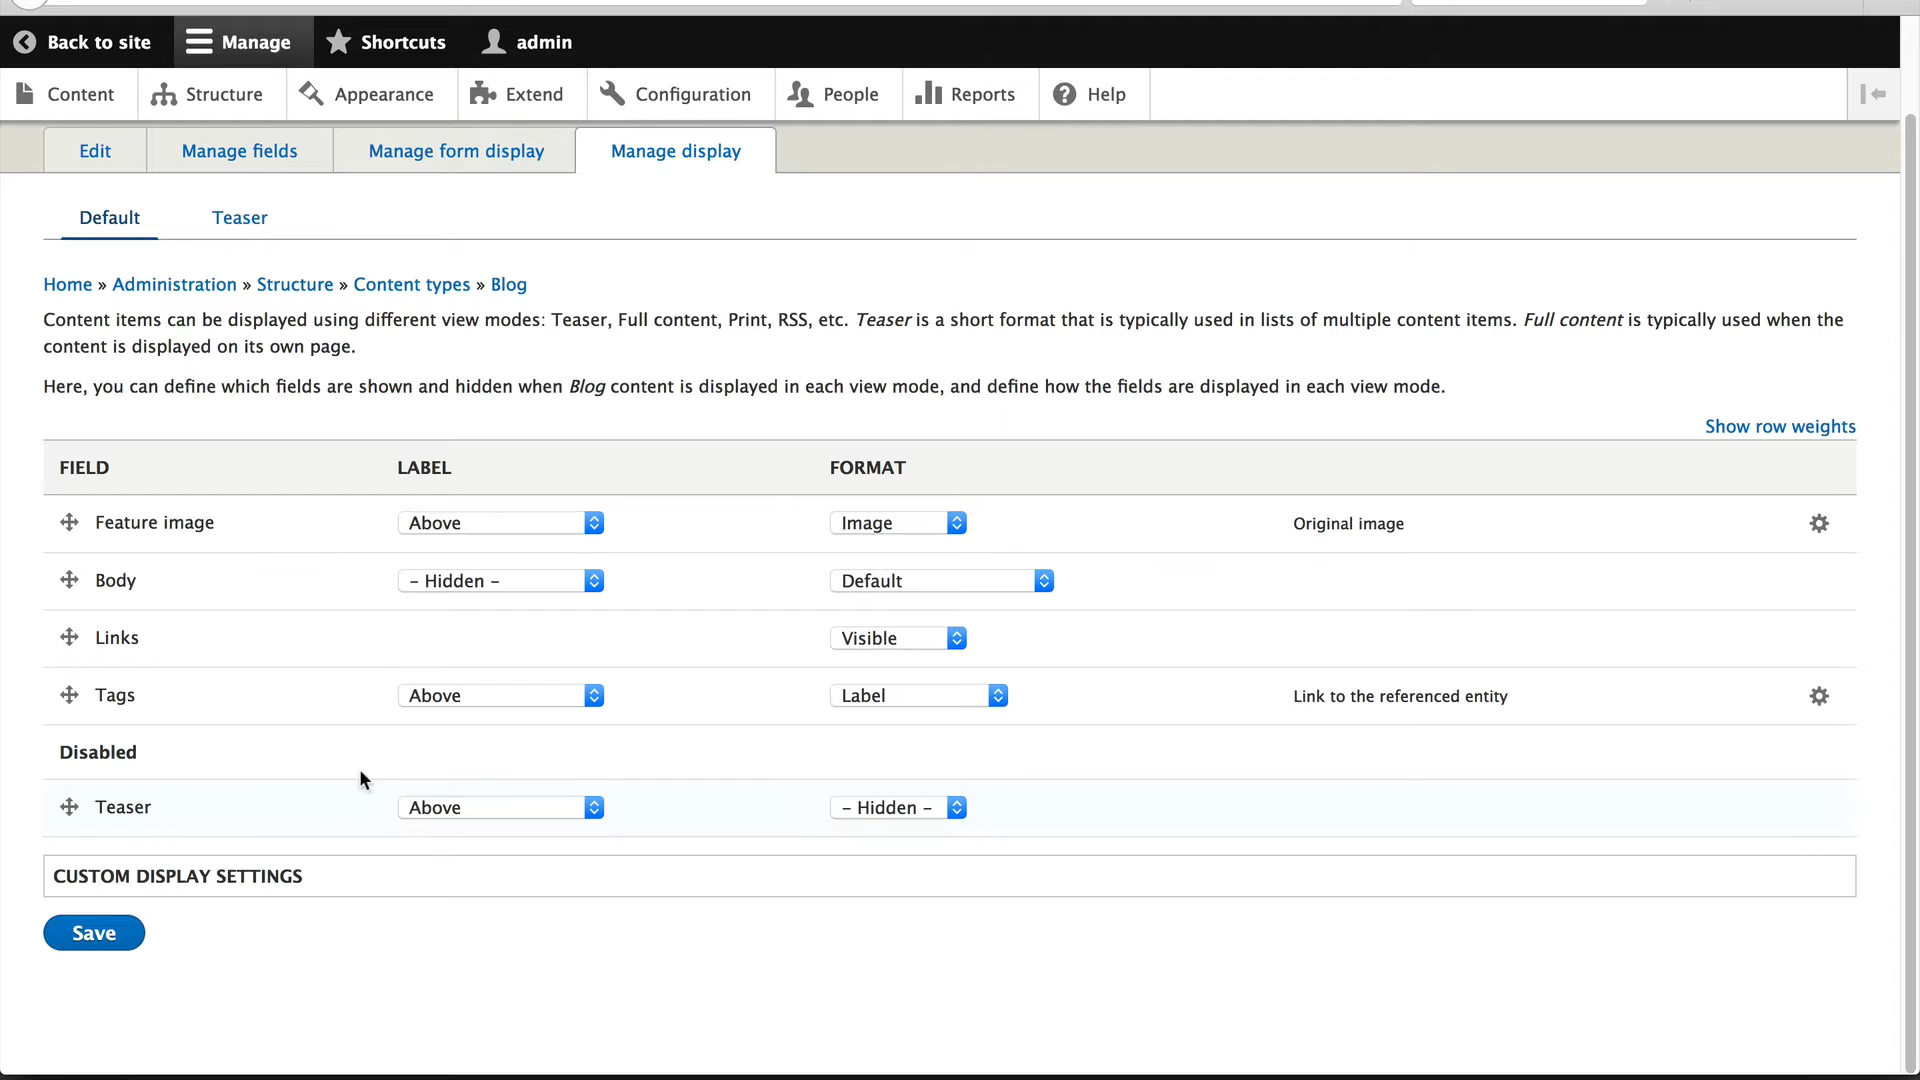 Back to site Manage Shortcuts admin
Content Structure Appearance Extend Configuration People Reports Help
Edit Manage fields Manage form display Manage display
Default Teaser
Home » Administration » Structure » Content types » Blog
Content items can be displayed using different view modes: Teaser, Full content, Print, RSS, etc. Teaser is a short format that is typically used in lists of multiple content items. Full content is typically used when the
content is displayed on its own page.
Here, you can define which fields are shown and hidden when Blog content is displayed in each view mode, and define how the fields are displayed in each view mode.
Show row weights
FIELD LABEL FORMAT
Feature image Above Image Original image
Body - Hidden - Default
Links Visible
Tags Above Label Link to the referenced entity
Disabled
Teaser Above - Hidden -
CUSTOM DISPLAY SETTINGS
Save